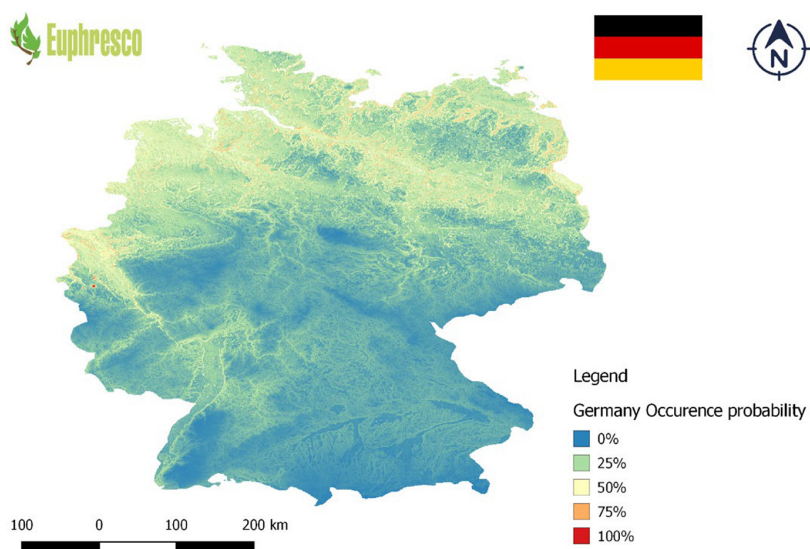 Euphresco
N
Legend
Germany Occurence probability
0%
25%
50%
75%
100%
100 0 100 200 km